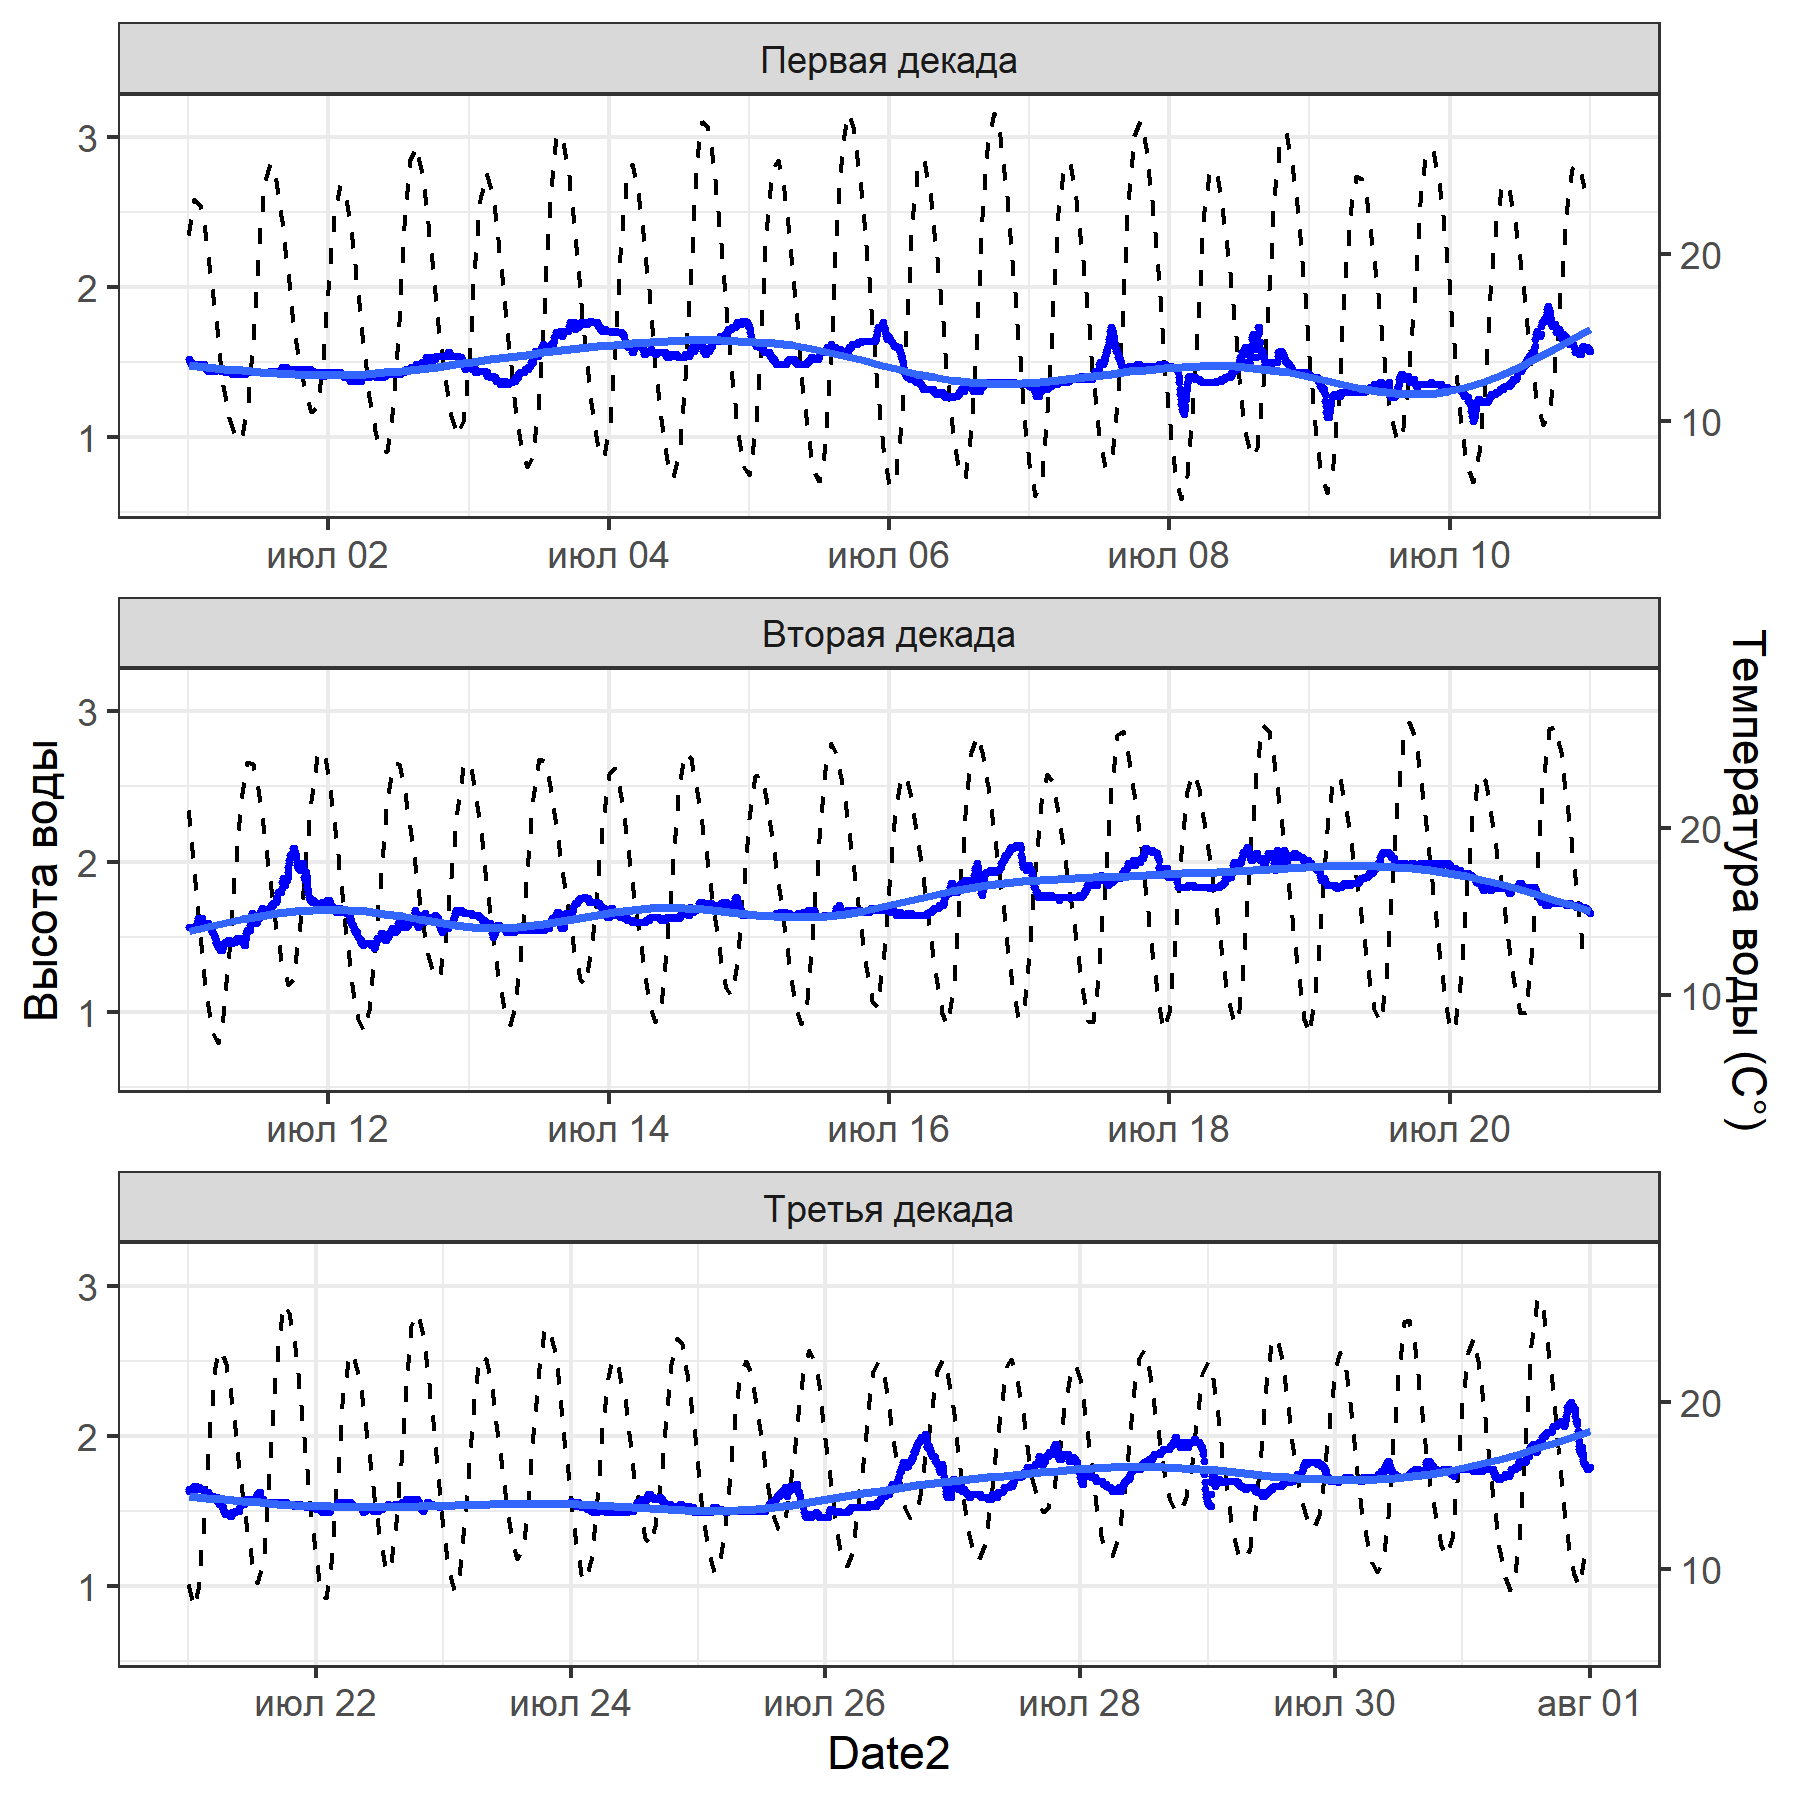 Первая декада
3
2
1
20
10
июл 02 июл 04 июл 06 июл 08 июл 10
Вторая декада
3
2
1
20
10
июл 12 июл 14 июл 16 июл 18 июл 20
Третья декада
3
2
1
20
10
июл 22 июл 24 июл 26 июл 28 июл 30 авг 01
Date2
Высота воды
Температура воды (C°)